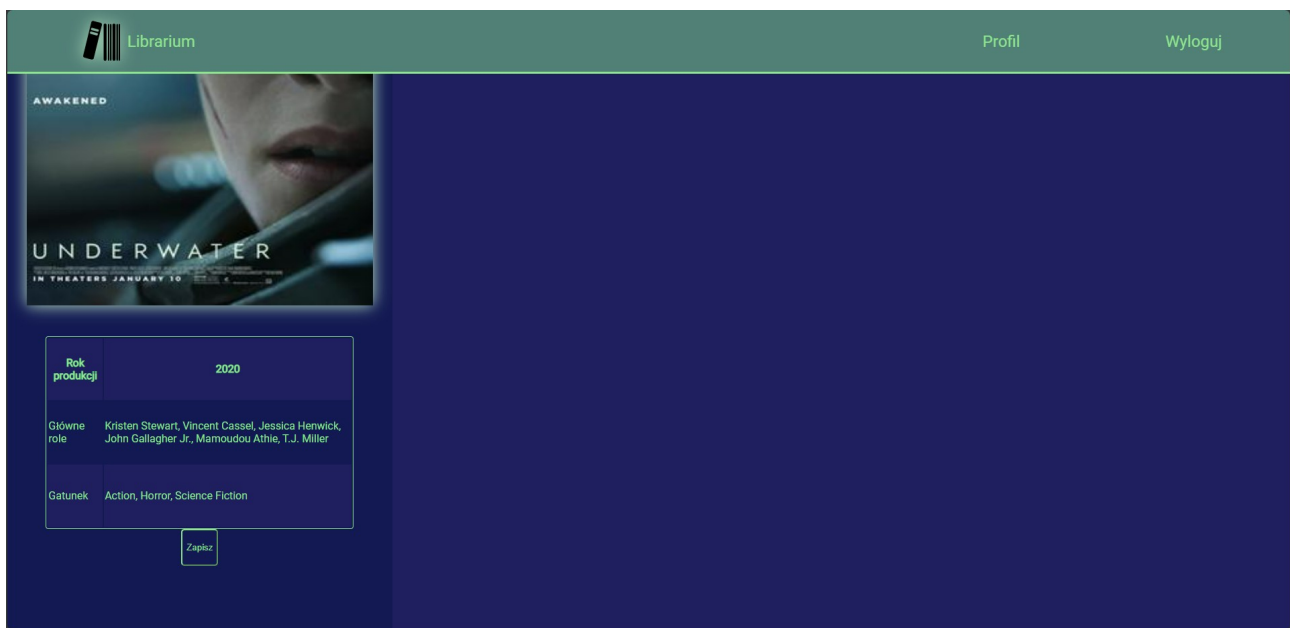 Librarium
Profil
Wyloguj
AWAKENED
UNDERWATER
IN THEATERS JANUARY 10
Rok
produkcji
2020
Główne
role
Kristen Stewart, Vincent Cassel, Jessica Henwick,
John Gallagher Jr., Mamoudou Athie, T.J. Miller
Gatunek
Action, Horror, Science Fiction
Zapisz